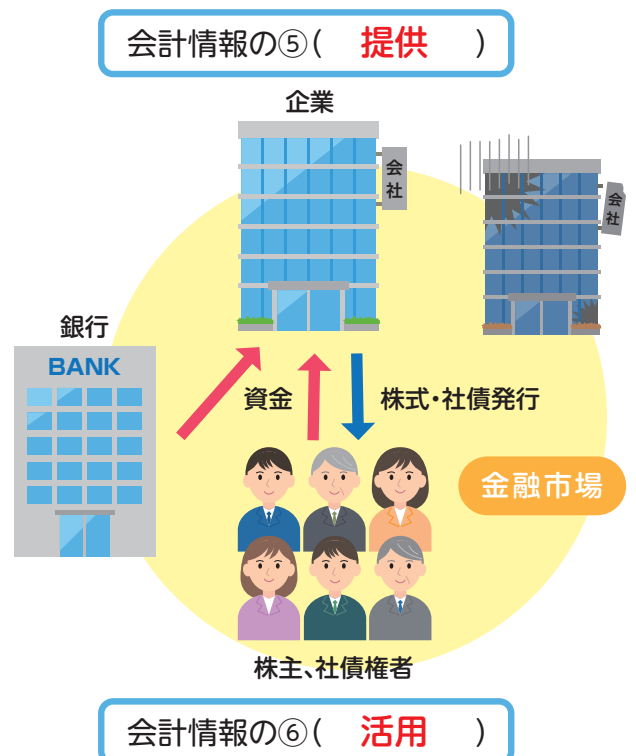 会計情報の⑤( 提供 )
企業
会社
会社
銀行
BANK
資金
株式・社債発行
金融市場
株主、社債権者
会計情報の⑥( 活用 )